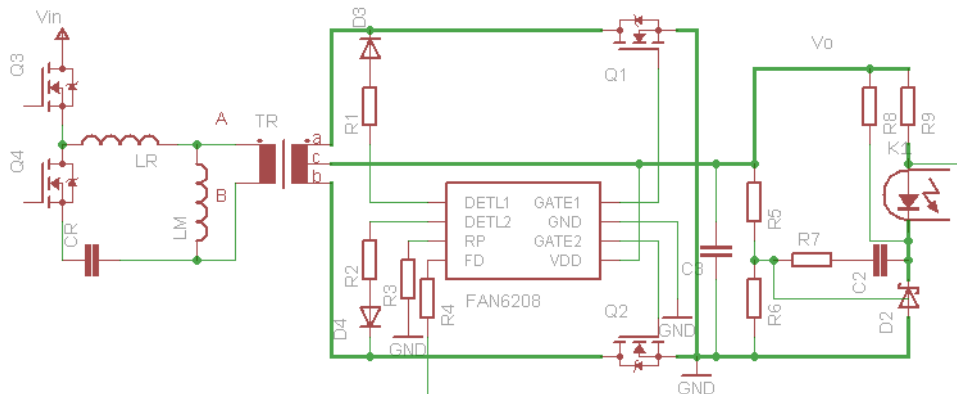 Vin
D3
Vo
Q3
Q1
R1
R8
R9
A
TR
a
Q4
LR
c
K1
B
b
DETL1 GATE1
DETL2 GND
RP GATE2
FD VDD
R5
LM
CR
R7
R2
R3
R4
C3
C2
FAN6208
R6
D2
D4
Q2
GND
GND
GND